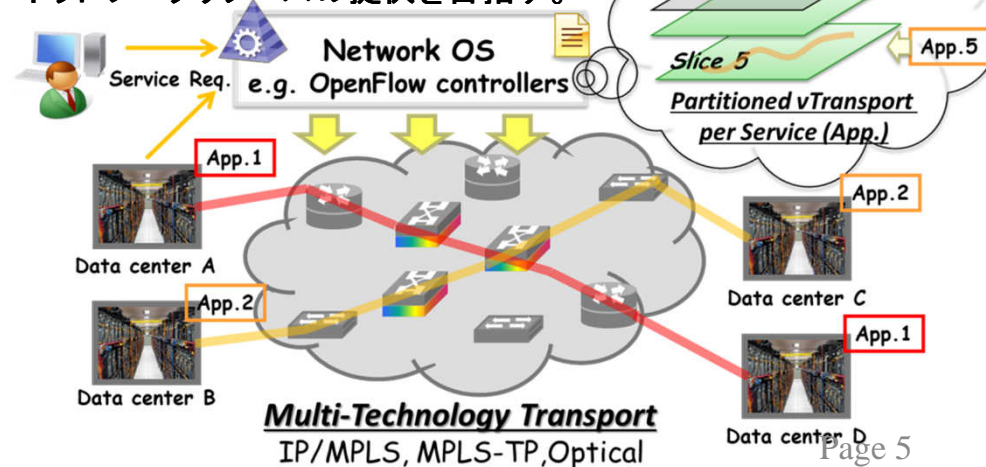 Network OS
e.g. OpenFlow controllers
Service Req.
Slice 5
App.5
Partitioned vTransport
per Service (App.)
App.1
Data center A
App.2
Data center B
App.2
Data center C
App.1
Data center D
Multi-Technology Transport
IP/MPLS, MPLS-TP,Optical
Page 5